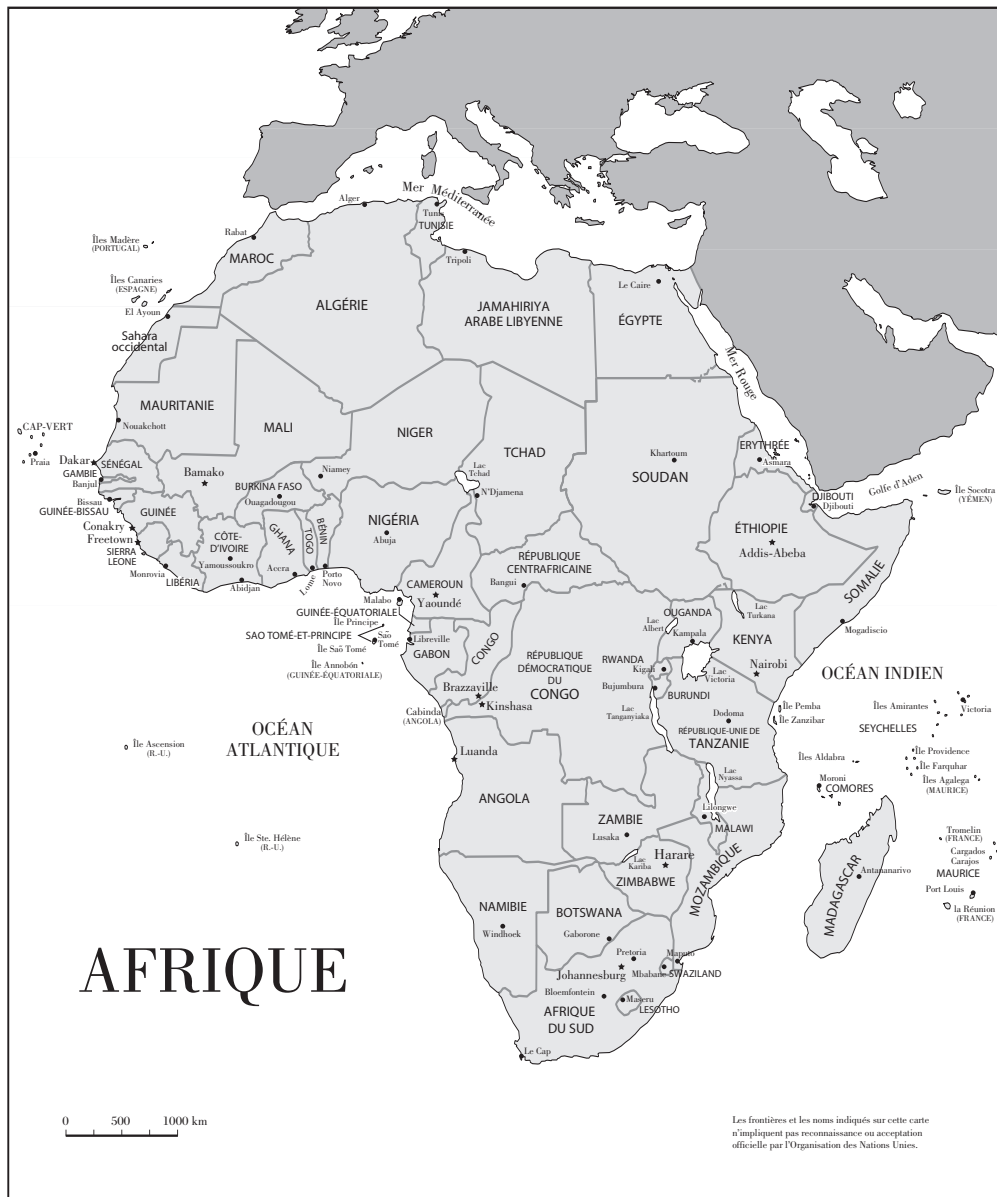 Mer Méditerranée
Alger
Tunis
TUNISIE
Rabat
Îles Madère
(PORTUGAL)
MAROC
Tripoli
Îles Canaries
(ESPAGNE)
El Ayoun
Le Caire
ALGÉRIE
JAMAHIRIYA
ARABE LIBYENNE
ÉGYPTE
Sahara
occidental
Mer Rouge
MAURITANIE
Nouakchott
MALI
NIGER
TCHAD
SOUDAN
Khartoum
ERYTHRÉE
Asmara
CAP-VERT
Praia
Dakar
SÉNÉGAL
GAMBIE
Banjul
Bamako
Niamey
Lac
Tchad
N'Djamena
BURKINA FASO
Ouagadougou
DJIBOUTI
Djibouti
Golfe d'Aden
Île Socotra
(YÉMEN)
Bissau
GUINÉE-BISSAU
GUINÉE
Conakry
Freetown
SIERRA
LEONE
Monrovia
LIBÉRIA
CÔTE-
D'IVOIRE
Yamoussoukro
Abidjan
GHANA
Accra
TOGO
Lome
BÉNIN
Porto
Novo
NIGÉRIA
Abuja
ÉTHIOPIE
Addis-Abeba
SOMALIE
Mogadiscio
RÉPUBLIQUE
CENTRAFRICAINE
Bangui
CAMEROUN
Yaoundé
Malabo
GUINÉE-ÉQUATORIALE
Île Principe
SAO TOMÉ-ET-PRINCIPE
Saõ
Tomé
Île Saõ Tomé
Île Annobón
(GUINÉE-ÉQUATORIALE)
Libreville
GABON
CONGO
Brazzaville
Kinshasa
Cabinda
(ANGOLA)
RÉPUBLIQUE
DÉMOCRATIQUE
DU
CONGO
OUGANDA
Lac
Albert
Kampala
Lac
Turkana
KENYA
Nairobi
RWANDA
Kigali
Lac
Victoria
Bujumbura
BURUNDI
Lac
Tanganyiaka
Dodoma
RÉPUBLIQUE-UNIE DE
TANZANIE
Île Pemba
Île Zanzibar
OCÉAN INDIEN
Îles Amirantes
Victoria
SEYCHELLES
Île Providence
Île Farquhar
Îles Agalega
(MAURICE)
Îles Aldabra
Moroni
COMORES
OCÉAN
ATLANTIQUE
Île Ascension
(R.-U.)
Île Ste. Hélène
(R.-U.)
Luanda
ANGOLA
Lac
Nyassa
Lilongwe
MALAWI
ZAMBIE
Lusaka
Lac
Kariba
Harare
ZIMBABWE
MOZAMBIQUE
MADAGASCAR
Antananarivo
Tromelin
(FRANCE)
Cargados
Carajos
MAURICE
Port Louis
la Réunion
(FRANCE)
NAMIBIE
Windhoek
BOTSWANA
Gaborone
Pretoria
Johannesburg
Maputo
Mbabane
SWAZILAND
Bloemfontein
Maseru
LESOTHO
AFRIQUE
DU SUD
Le Cap
AFRIQUE
0 500 1000 km
Les frontières et les noms indiqués sur cette carte
n'impliquent pas reconnaissance ou acceptation
officielle par l'Organisation des Nations Unies.